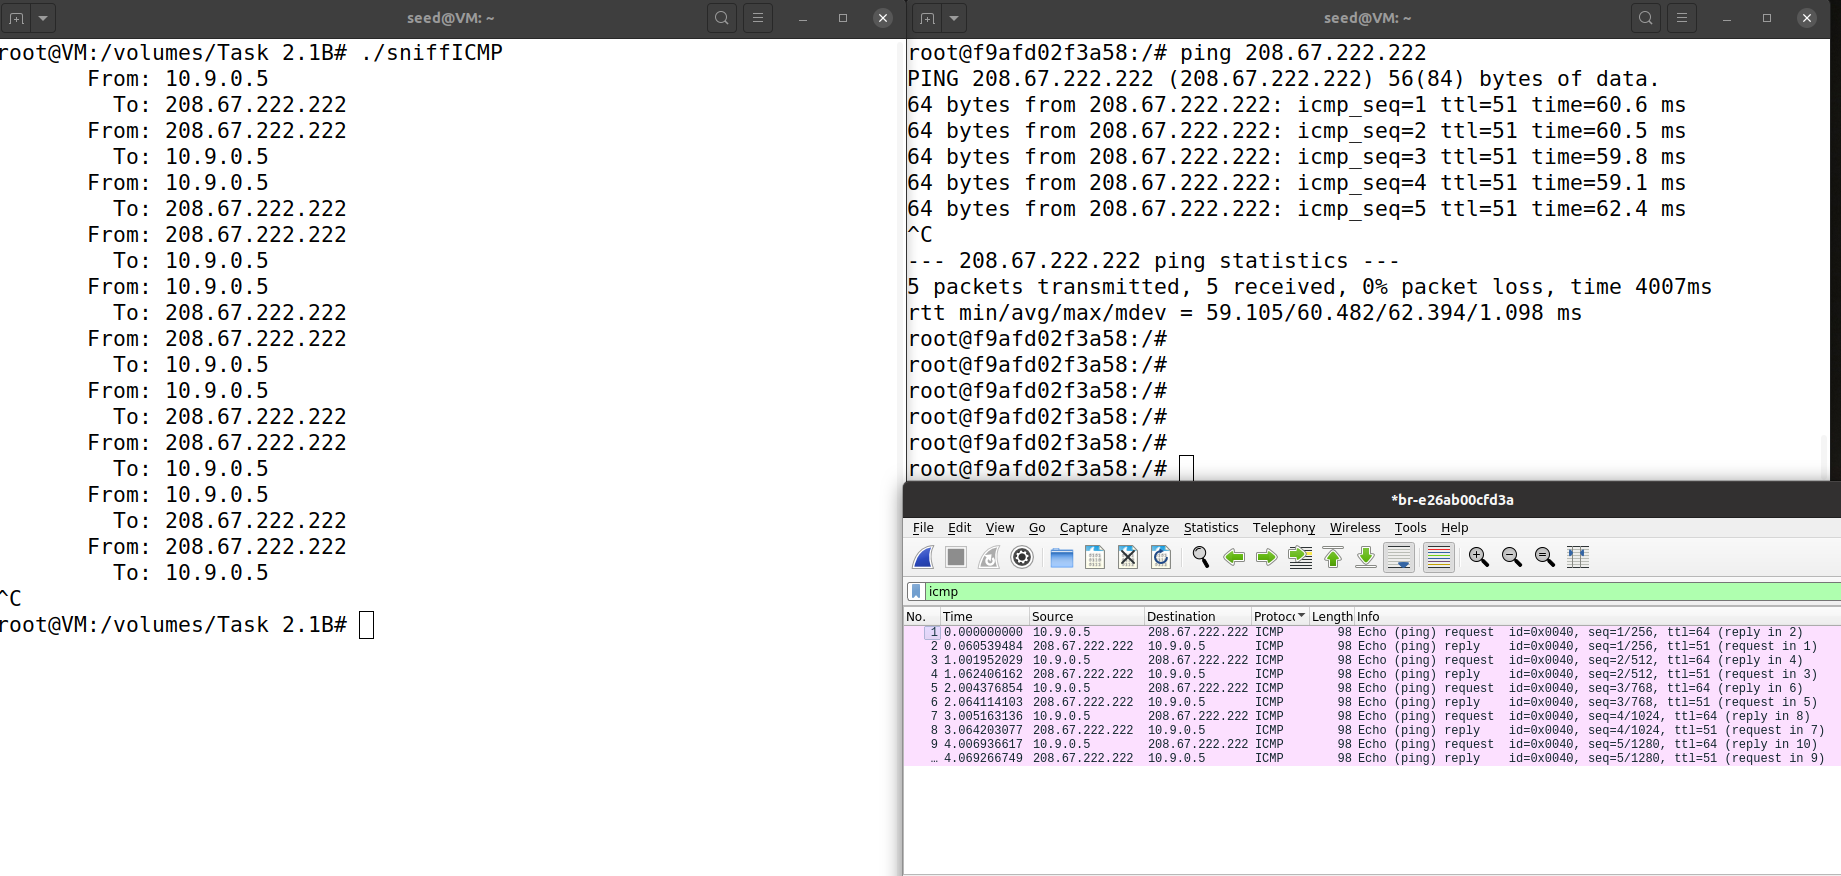 seed@VM: ~
root@VM:/volumes/Task 2.1B# ./sniffICMP
From: 10.9.0.5
To: 208.67.222.222
From: 208.67.222.222
To: 10.9.0.5
From: 10.9.0.5
To: 208.67.222.222
From: 208.67.222.222
To: 10.9.0.5
From: 10.9.0.5
To: 208.67.222.222
From: 208.67.222.222
To: 10.9.0.5
From: 10.9.0.5
To: 208.67.222.222
From: 208.67.222.222
To: 10.9.0.5
From: 10.9.0.5
To: 208.67.222.222
From: 208.67.222.222
To: 10.9.0.5
^C
root@VM:/volumes/Task 2.1B#
seed@VM: ~
root@f9afd02f3a58:/# ping 208.67.222.222
PING 208.67.222.222 (208.67.222.222) 56(84) bytes of data.
64 bytes from 208.67.222.222: icmp_seq=1 ttl=51 time=60.6 ms
64 bytes from 208.67.222.222: icmp_seq=2 ttl=51 time=60.5 ms
64 bytes from 208.67.222.222: icmp_seq=3 ttl=51 time=59.8 ms
64 bytes from 208.67.222.222: icmp_seq=4 ttl=51 time=59.1 ms
64 bytes from 208.67.222.222: icmp_seq=5 ttl=51 time=62.4 ms
^C
--- 208.67.222.222 ping statistics ---
5 packets transmitted, 5 received, 0% packet loss, time 4007ms
rtt min/avg/max/mdev = 59.105/60.482/62.394/1.098 ms
root@f9afd02f3a58:/#
root@f9afd02f3a58:/#
root@f9afd02f3a58:/#
root@f9afd02f3a58:/#
root@f9afd02f3a58:/#
root@f9afd02f3a58:/#
*br-e26ab00cfd3a
File Edit View Go Capture Analyze Statistics Telephony Wireless Tools Help
icmp
No. Time Source Destination Protoc Length Info
1 0.000000000 10.9.0.5 208.67.222.222 ICMP 98 Echo (ping) request id=0x0040, seq=1/256, ttl=64 (reply in 2)
2 0.060539484 208.67.222.222 10.9.0.5 ICMP 98 Echo (ping) reply id=0x0040, seq=1/256, ttl=51 (request in 1)
3 1.001952029 10.9.0.5 208.67.222.222 ICMP 98 Echo (ping) request id=0x0040, seq=2/512, ttl=64 (reply in 4)
4 1.062406162 208.67.222.222 10.9.0.5 ICMP 98 Echo (ping) reply id=0x0040, seq=2/512, ttl=51 (request in 3)
5 2.004376854 10.9.0.5 208.67.222.222 ICMP 98 Echo (ping) request id=0x0040, seq=3/768, ttl=64 (reply in 6)
6 2.064114103 208.67.222.222 10.9.0.5 ICMP 98 Echo (ping) reply id=0x0040, seq=3/768, ttl=51 (request in 5)
7 3.005163136 10.9.0.5 208.67.222.222 ICMP 98 Echo (ping) request id=0x0040, seq=4/1024, ttl=64 (reply in 8)
8 3.064203077 208.67.222.222 10.9.0.5 ICMP 98 Echo (ping) reply id=0x0040, seq=4/1024, ttl=51 (request in 7)
9 4.006936617 10.9.0.5 208.67.222.222 ICMP 98 Echo (ping) request id=0x0040, seq=5/1280, ttl=64 (reply in 10)
… 4.069266749 208.67.222.222 10.9.0.5 ICMP 98 Echo (ping) reply id=0x0040, seq=5/1280, ttl=51 (request in 9)